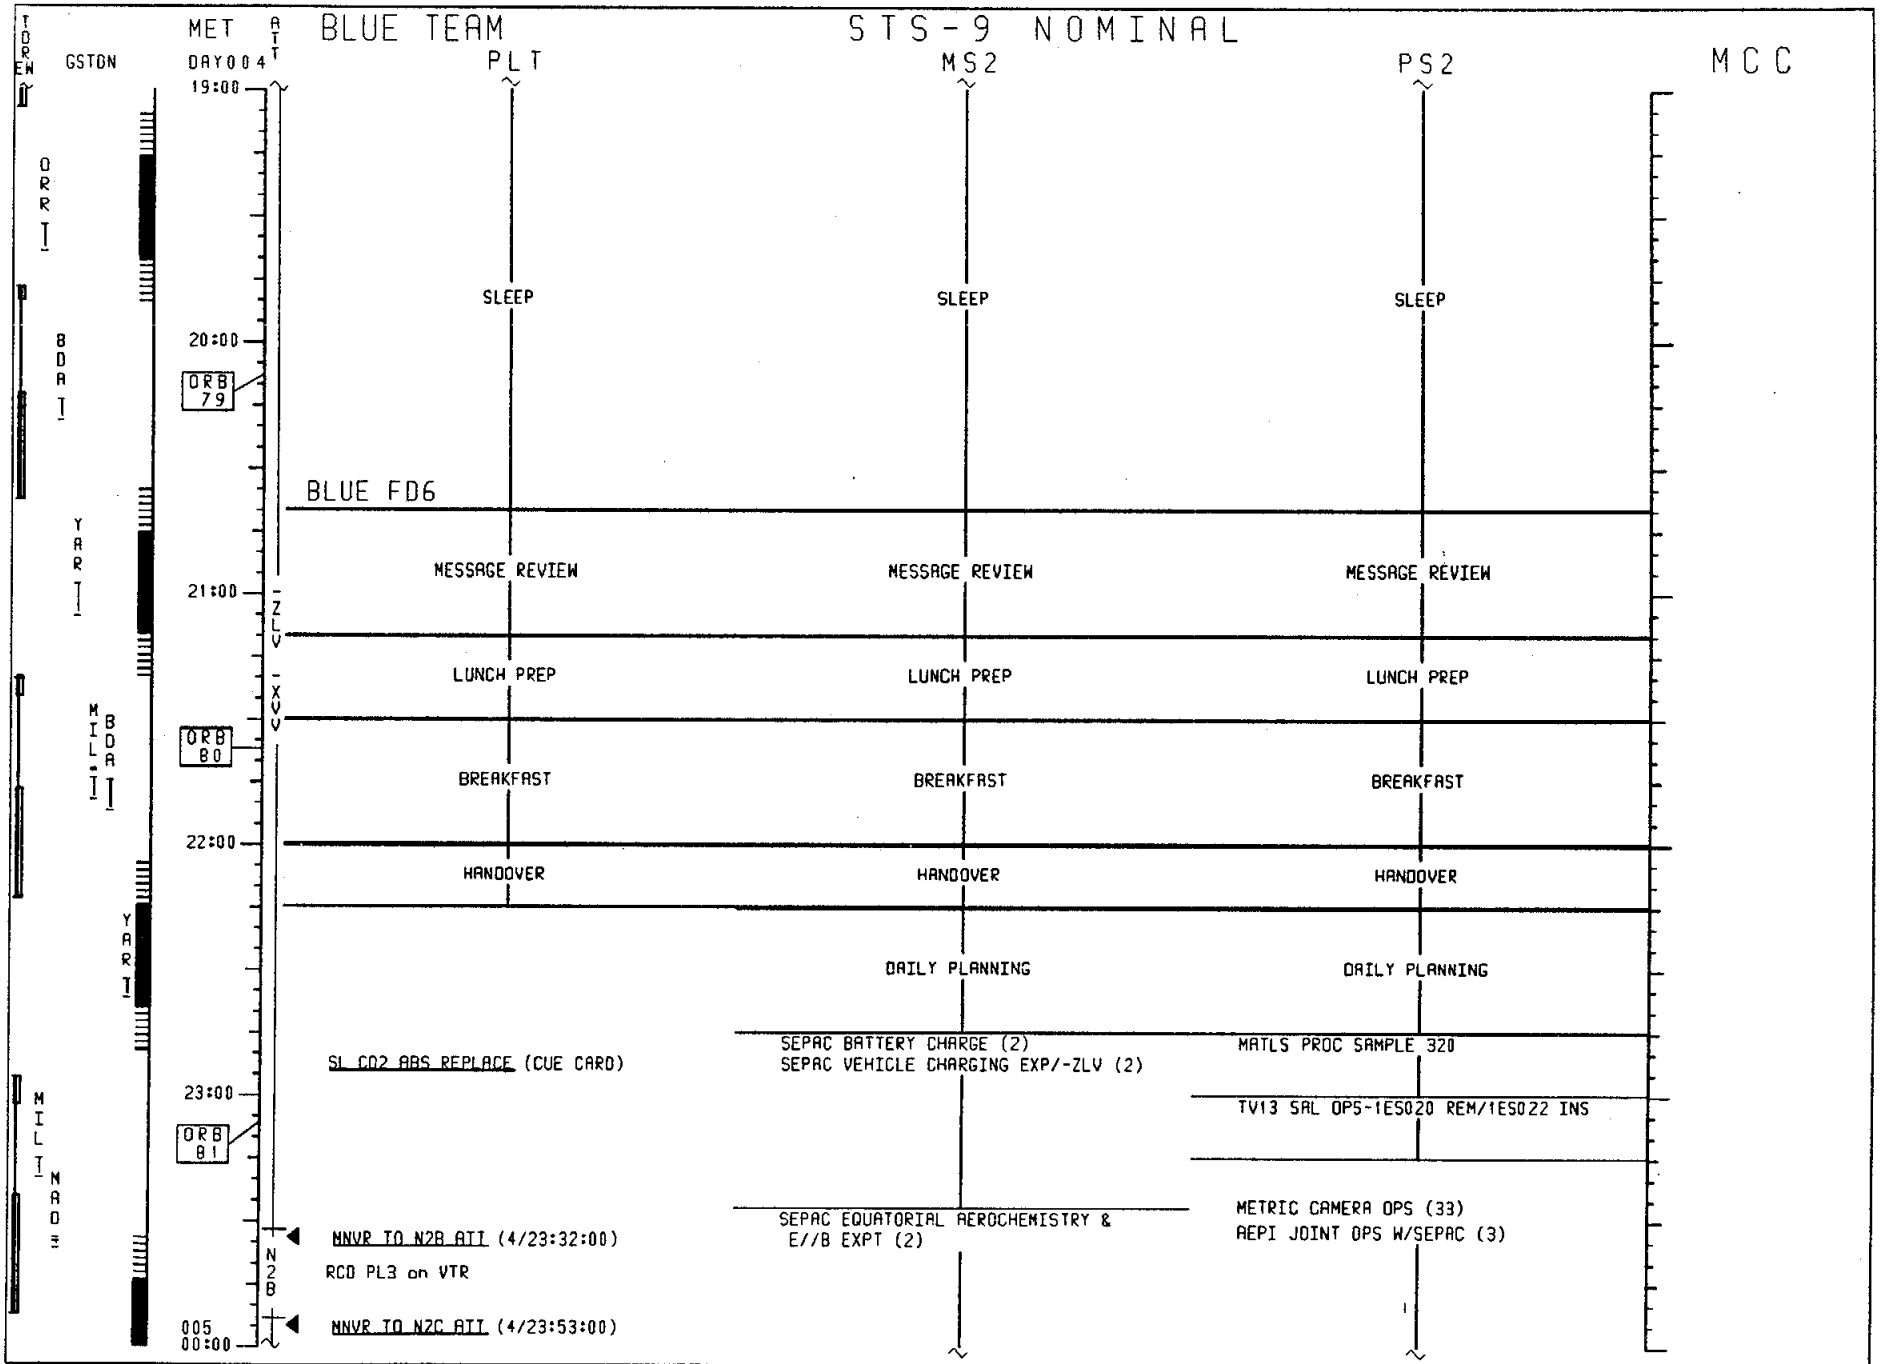 TDRS
EW
GSTDN
MET
DAY004
ATT
BLUE TEAM
STS-9 NOMINAL
PLT
MS2
PS2
MCC
19:00
ORR T
SLEEP
SLEEP
SLEEP
20:00
BDA T
ORB
79
BLUE FD6
YAR T
MESSAGE REVIEW
MESSAGE REVIEW
MESSAGE REVIEW
21:00
-ZLV
LUNCH PREP
LUNCH PREP
LUNCH PREP
-XVV
MIL-T
BDA T
ORB
80
BREAKFAST
BREAKFAST
BREAKFAST
22:00
HANDOVER
HANDOVER
HANDOVER
YAR T
DAILY PLANNING
DAILY PLANNING
SL CO2 ABS REPLACE (CUE CARD)
SEPAC BATTERY CHARGE (2)
SEPAC VEHICLE CHARGING EXP/-ZLV (2)
MATLS PROC SAMPLE 320
23:00
MIL T
TV13 SAL OPS-1ES020 REM/1ES022 INS
ORB
81
MAD
SEPAC EQUATORIAL AEROCHEMISTRY &
E//B EXPT (2)
METRIC CAMERA OPS (33)
AEPI JOINT OPS W/SEPAC (3)
MNVR TO N2B ATT (4/23:32:00)
N2B
RCD PL3 on VTR
MNVR TO N2C ATT (4/23:53:00)
005
00:00